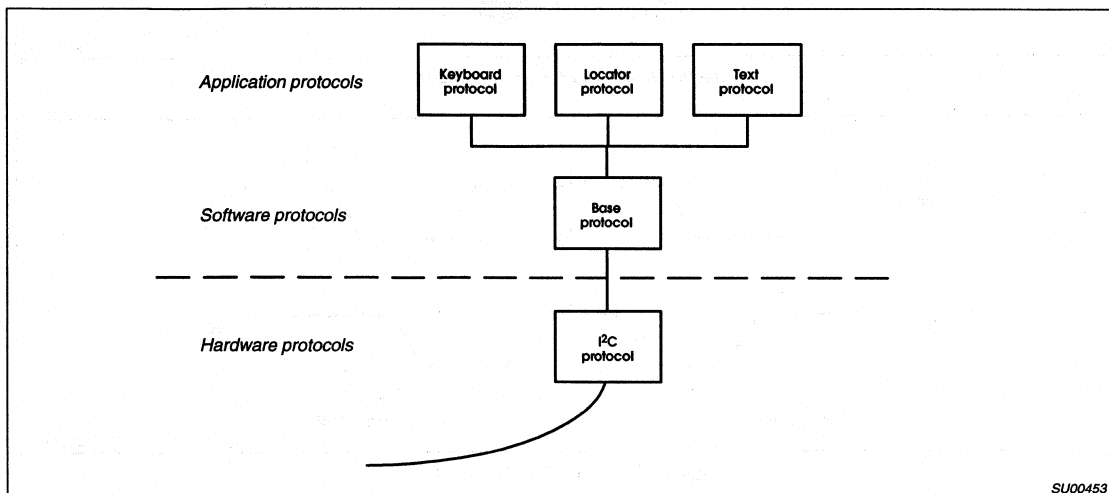 Application protocols
Keyboard
protocol
Locator
protocol
Text
protocol
Software protocols
Base
protocol
Hardware protocols
I²C
protocol
SU00453